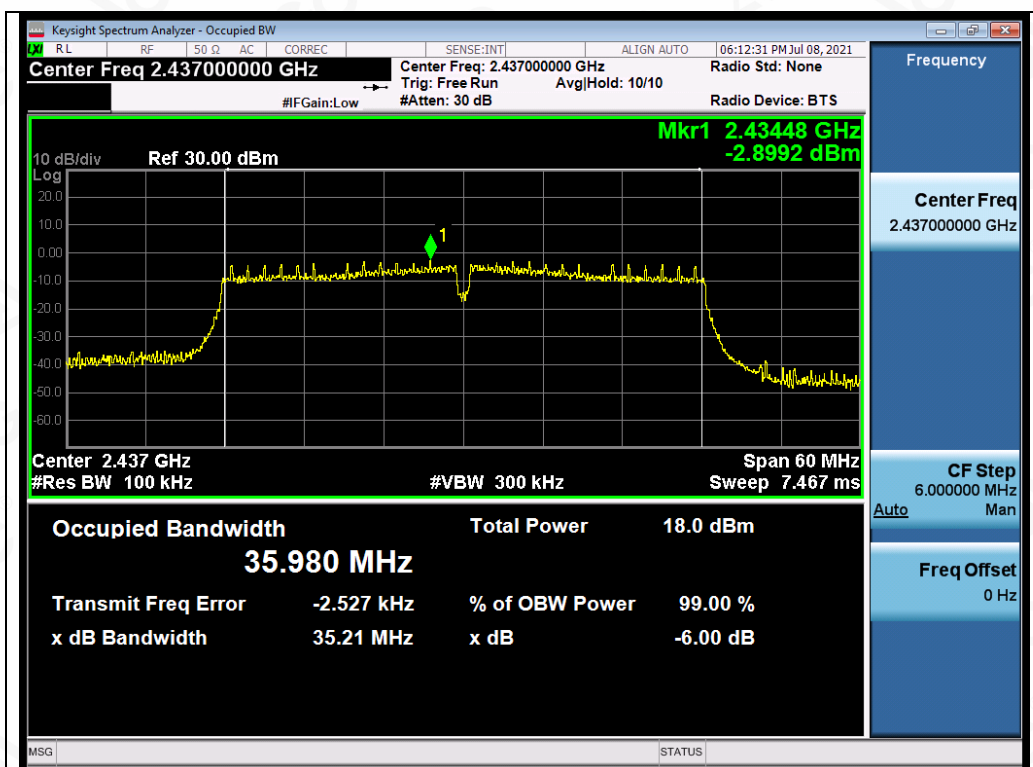 Keysight Spectrum Analyzer - Occupied BW
LXI RL RF 50 Ω AC CORREC SENSE:INT ALIGN AUTO 06:12:31 PM Jul 08, 2021
Center Freq 2.437000000 GHz
Center Freq: 2.437000000 GHz
Radio Std: None
Trig: Free Run Avg|Hold: 10/10
#IFGain:Low #Atten: 30 dB Radio Device: BTS
Mkr1 2.43448 GHz
-2.8992 dBm
10 dB/div Ref 30.00 dBm
Log
20.0
10.0
0.00
-10.0
-20.0
-30.0
-40.0
-50.0
-60.0
1
Center 2.437 GHz Span 60 MHz
#Res BW 100 kHz #VBW 300 kHz Sweep 7.467 ms
Occupied Bandwidth Total Power 18.0 dBm
35.980 MHz
Transmit Freq Error -2.527 kHz % of OBW Power 99.00 %
x dB Bandwidth 35.21 MHz x dB -6.00 dB
MSG STATUS
Frequency
Center Freq
2.437000000 GHz
CF Step
6.000000 MHz
Auto Man
Freq Offset
0 Hz